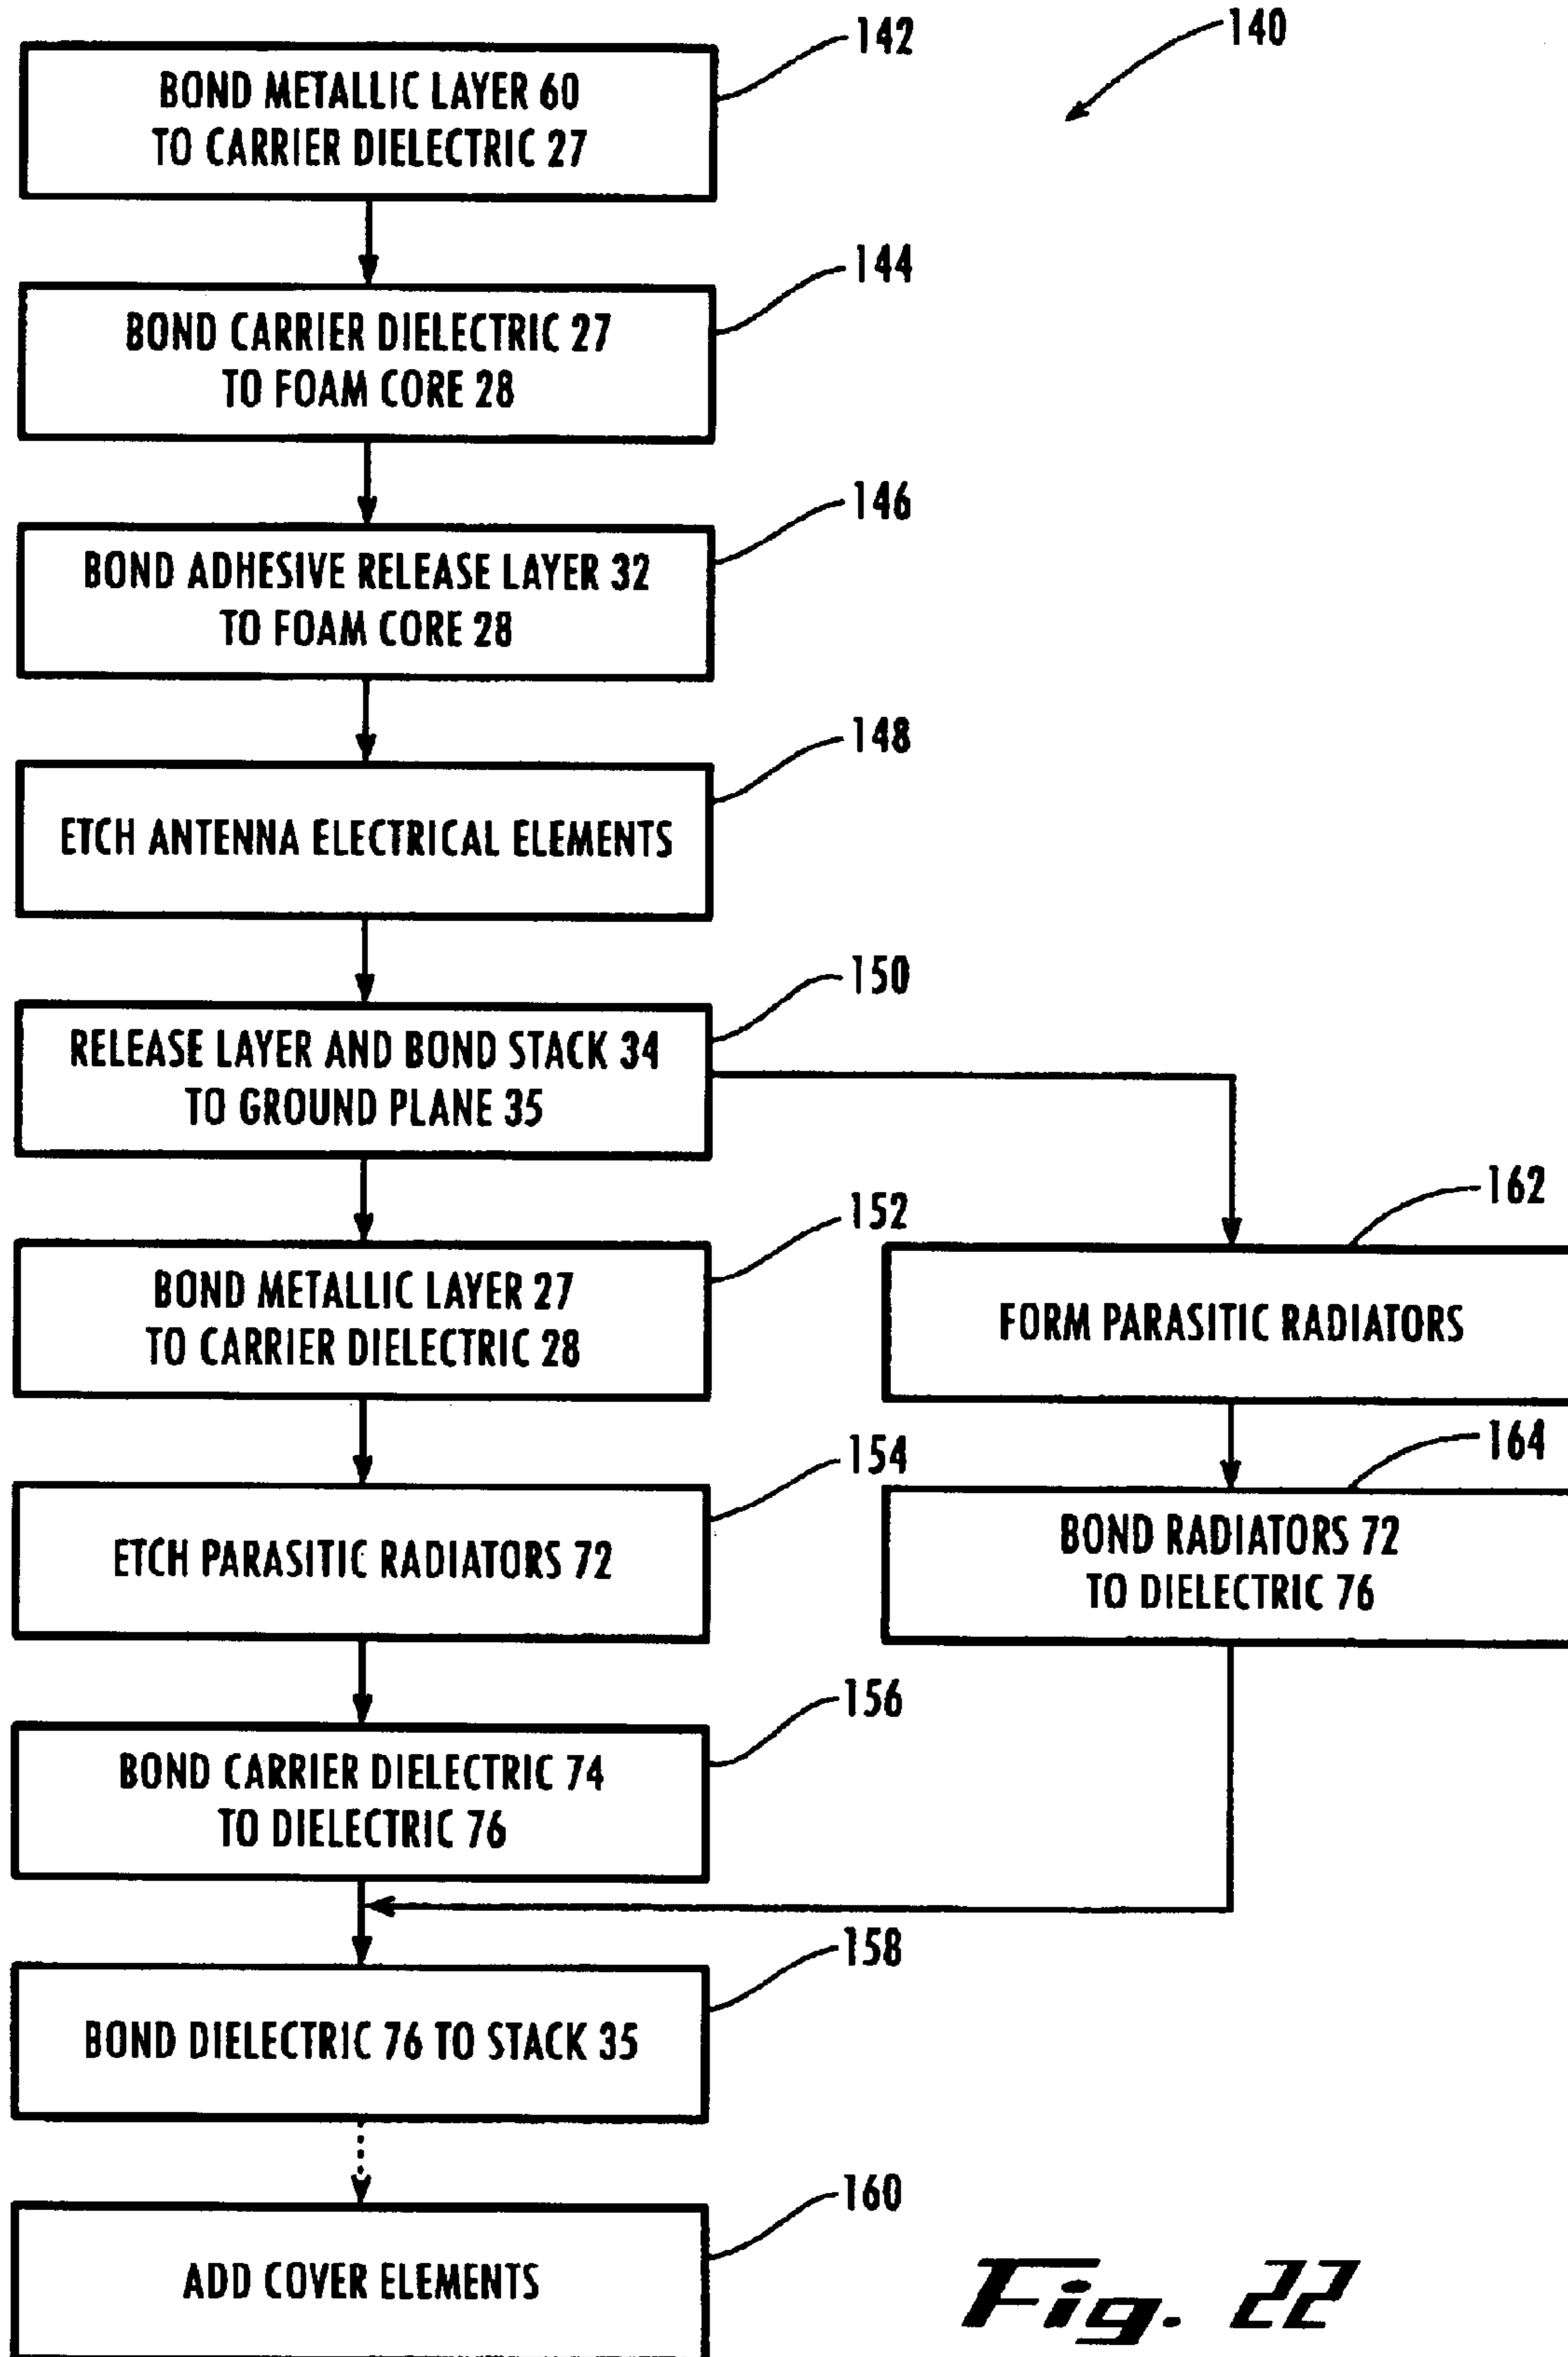 140
142
BOND METALLIC LAYER 60
TO CARRIER DIELECTRIC 27
144
BOND CARRIER DIELECTRIC 27
TO FOAM CORE 28
146
BOND ADHESIVE RELEASE LAYER 32
TO FOAM CORE 28
148
ETCH ANTENNA ELECTRICAL ELEMENTS
150
RELEASE LAYER AND BOND STACK 34
TO GROUND PLANE 35
152
BOND METALLIC LAYER 27
TO CARRIER DIELECTRIC 28
162
FORM PARASITIC RADIATORS
154
ETCH PARASITIC RADIATORS 72
164
BOND RADIATORS 72
TO DIELECTRIC 76
156
BOND CARRIER DIELECTRIC 74
TO DIELECTRIC 76
158
BOND DIELECTRIC 76 TO STACK 35
160
ADD COVER ELEMENTS
Fig. 22